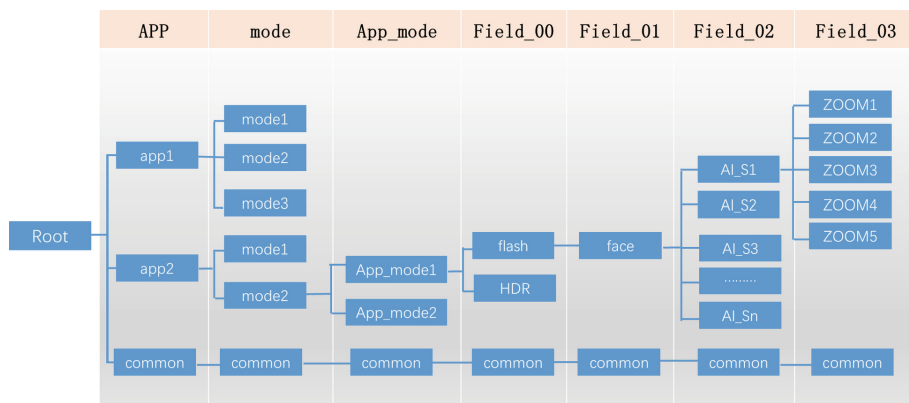 APP mode App_mode Field_00 Field_01 Field_02 Field_03
ZOOM1
mode1
ZOOM2
app1 mode2
AI_S1 ZOOM3
mode3 AI_S2 ZOOM4
Root ZOOM5
mode1 flash face AI_S3
app2 App_mode1
HDR ………
mode2
App_mode2 AI_Sn
common common common common common common common